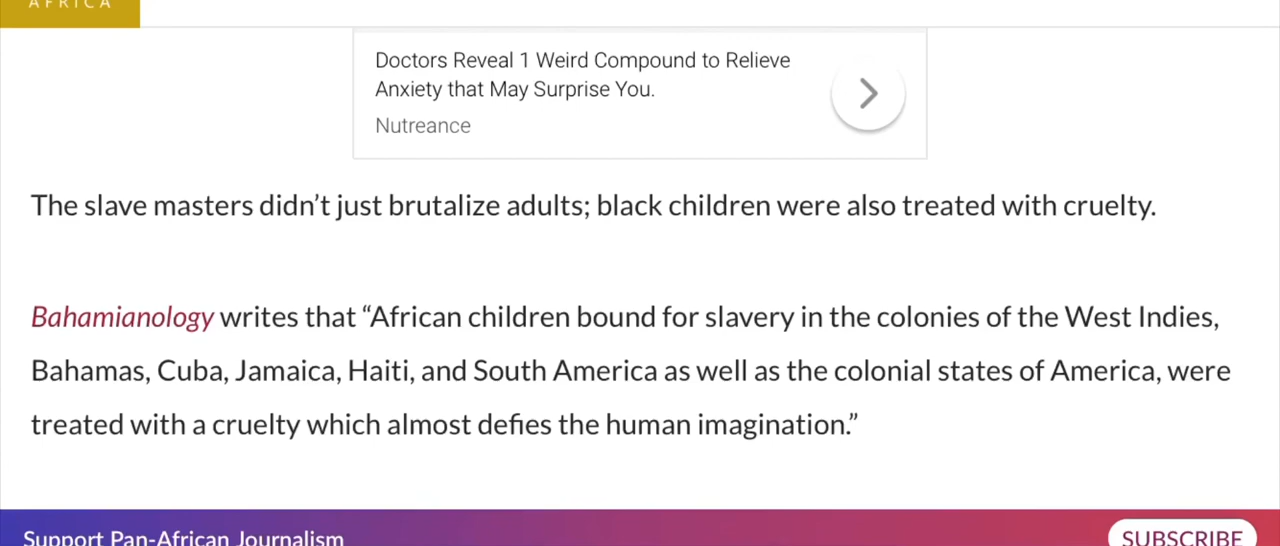 AFRICA
Doctors Reveal 1 Weird Compound to Relieve
Anxiety that May Surprise You.
Nutreance
The slave masters didn’t just brutalize adults; black children were also treated with cruelty.
Bahamianology writes that “African children bound for slavery in the colonies of the West Indies,
Bahamas, Cuba, Jamaica, Haiti, and South America as well as the colonial states of America, were
treated with a cruelty which almost defies the human imagination.”
Support Pan-African Journalism
SUBSCRIBE